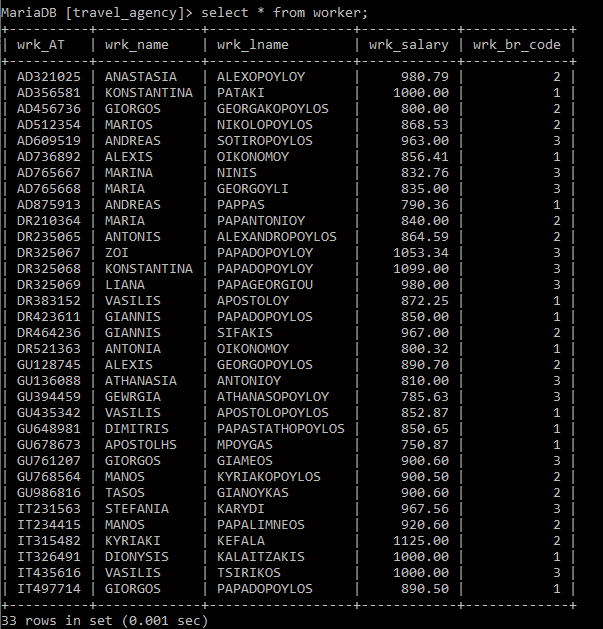 MariaDB [travel_agency]> select * from worker;
+----------+-------------+-----------------+------------+-------------+
| wrk_AT   | wrk_name    | wrk_lname       | wrk_salary | wrk_br_code |
+----------+-------------+-----------------+------------+-------------+
| AD321025 | ANASTASIA   | ALEXOPOYLOY     |     980.79 |           2 |
| AD356581 | KONSTANTINA | PATAKI          |    1000.00 |           1 |
| AD456736 | GIORGOS     | GEORGAKOPOYLOS  |     800.00 |           2 |
| AD512354 | MARIOS      | NIKOLOPOYLOS    |     868.53 |           2 |
| AD609519 | ANDREAS     | SOTIROPOYLOS    |     963.00 |           3 |
| AD736892 | ALEXIS      | OIKONOMOY       |     856.41 |           1 |
| AD765667 | MARINA      | NINIS           |     832.76 |           3 |
| AD765668 | MARIA       | GEORGOYLI       |     835.00 |           3 |
| AD875913 | ANDREAS     | PAPPAS          |     790.36 |           1 |
| DR210364 | MARIA       | PAPANTONIOY     |     840.00 |           2 |
| DR235065 | ANTONIS     | ALEXANDROPOYLOS |     864.59 |           2 |
| DR325067 | ZOI         | PAPADOPOYLOY    |    1053.34 |           3 |
| DR325068 | KONSTANTINA | PAPADOPOYLOY    |    1099.00 |           3 |
| DR325069 | LIANA       | PAPAGEORGIOU    |     980.00 |           3 |
| DR383152 | VASILIS     | APOSTOLOY       |     872.25 |           1 |
| DR423611 | GIANNIS     | PAPADOPOYLOS    |     850.00 |           1 |
| DR464236 | GIANNIS     | SIFAKIS         |     967.00 |           2 |
| DR521363 | ANTONIA     | OIKONOMOY       |     800.32 |           1 |
| GU128745 | ALEXIS      | GEORGOPOYLOS    |     890.70 |           2 |
| GU136088 | ATHANASIA   | ANTONIOY        |     810.00 |           3 |
| GU394459 | GEWRGIA     | ATHANASOPOYLOY  |     785.63 |           3 |
| GU435342 | VASILIS     | APOSTOLOPOYLOS  |     852.87 |           1 |
| GU648981 | DIMITRIS    | PAPASTATHOPOYLOS |     850.65 |           1 |
| GU678673 | APOSTOLHS   | MPOYGAS         |     750.87 |           1 |
| GU761207 | GIORGOS     | GIAMEOS         |     900.60 |           3 |
| GU768564 | MANOS       | KYRIAKOPOYLOS   |     900.50 |           2 |
| GU986816 | TASOS       | GIANOYKAS       |     900.60 |           2 |
| IT231563 | STEFANIA    | KARYDI          |     967.56 |           3 |
| IT234415 | MANOS       | PAPALIMNEOS     |     920.60 |           2 |
| IT315482 | KYRIAKI     | KEFALA          |    1125.00 |           2 |
| IT326491 | DIONYSIS    | KALAITZAKIS     |    1000.00 |           1 |
| IT435616 | VASILIS     | TSIRIKOS        |    1000.00 |           3 |
| IT497714 | GIORGOS     | PAPADOPOYLOS    |     890.50 |           1 |
+----------+-------------+-----------------+------------+-------------+
33 rows in set (0.001 sec)